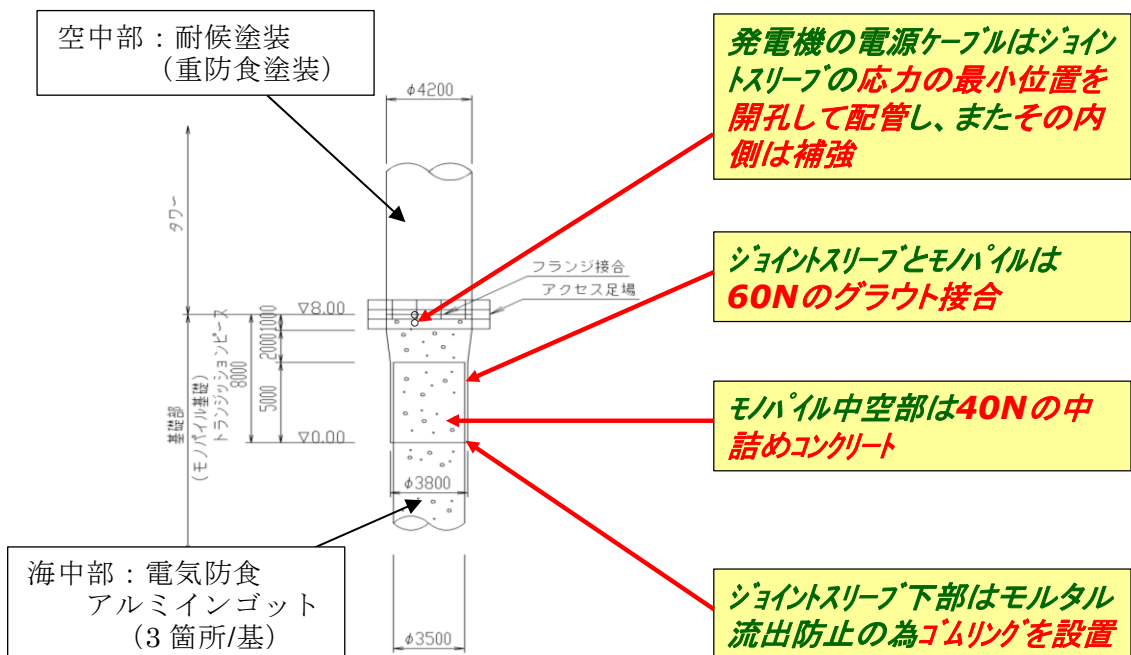 空中部：耐候塗装
（重防食塗装）
発電機の電源ケーブルはジョイン
トスリーブの応力の最小位置を
開孔して配管し、またその内
側は補強
φ4200
タワー
フランジ接合
アクセス足場
ジョイントスリーブとモノパイルは
60Nのグラウト接合
▽8.00
1000
2000
5000
8000
トランジッションピース
(モノパイル基礎)
基礎部
▽0.00
モノパイル中空部は40Nの中
詰めコンクリート
φ3800
海中部：電気防食
アルミインゴット
（3 箇所/基）
φ3500
ジョイントスリーブ下部はモルタル
流出防止の為ゴムリングを設置